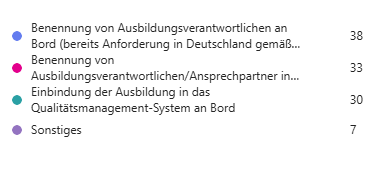 Benennung von Ausbildungsverantwortlichen an
Bord (bereits Anforderung in Deutschland gemäß... 38
Benennung von
Ausbildungsverantwortlichen/Ansprechpartner in... 33
Einbindung der Ausbildung in das
Qualitätsmanagement-System an Bord 30
Sonstiges 7